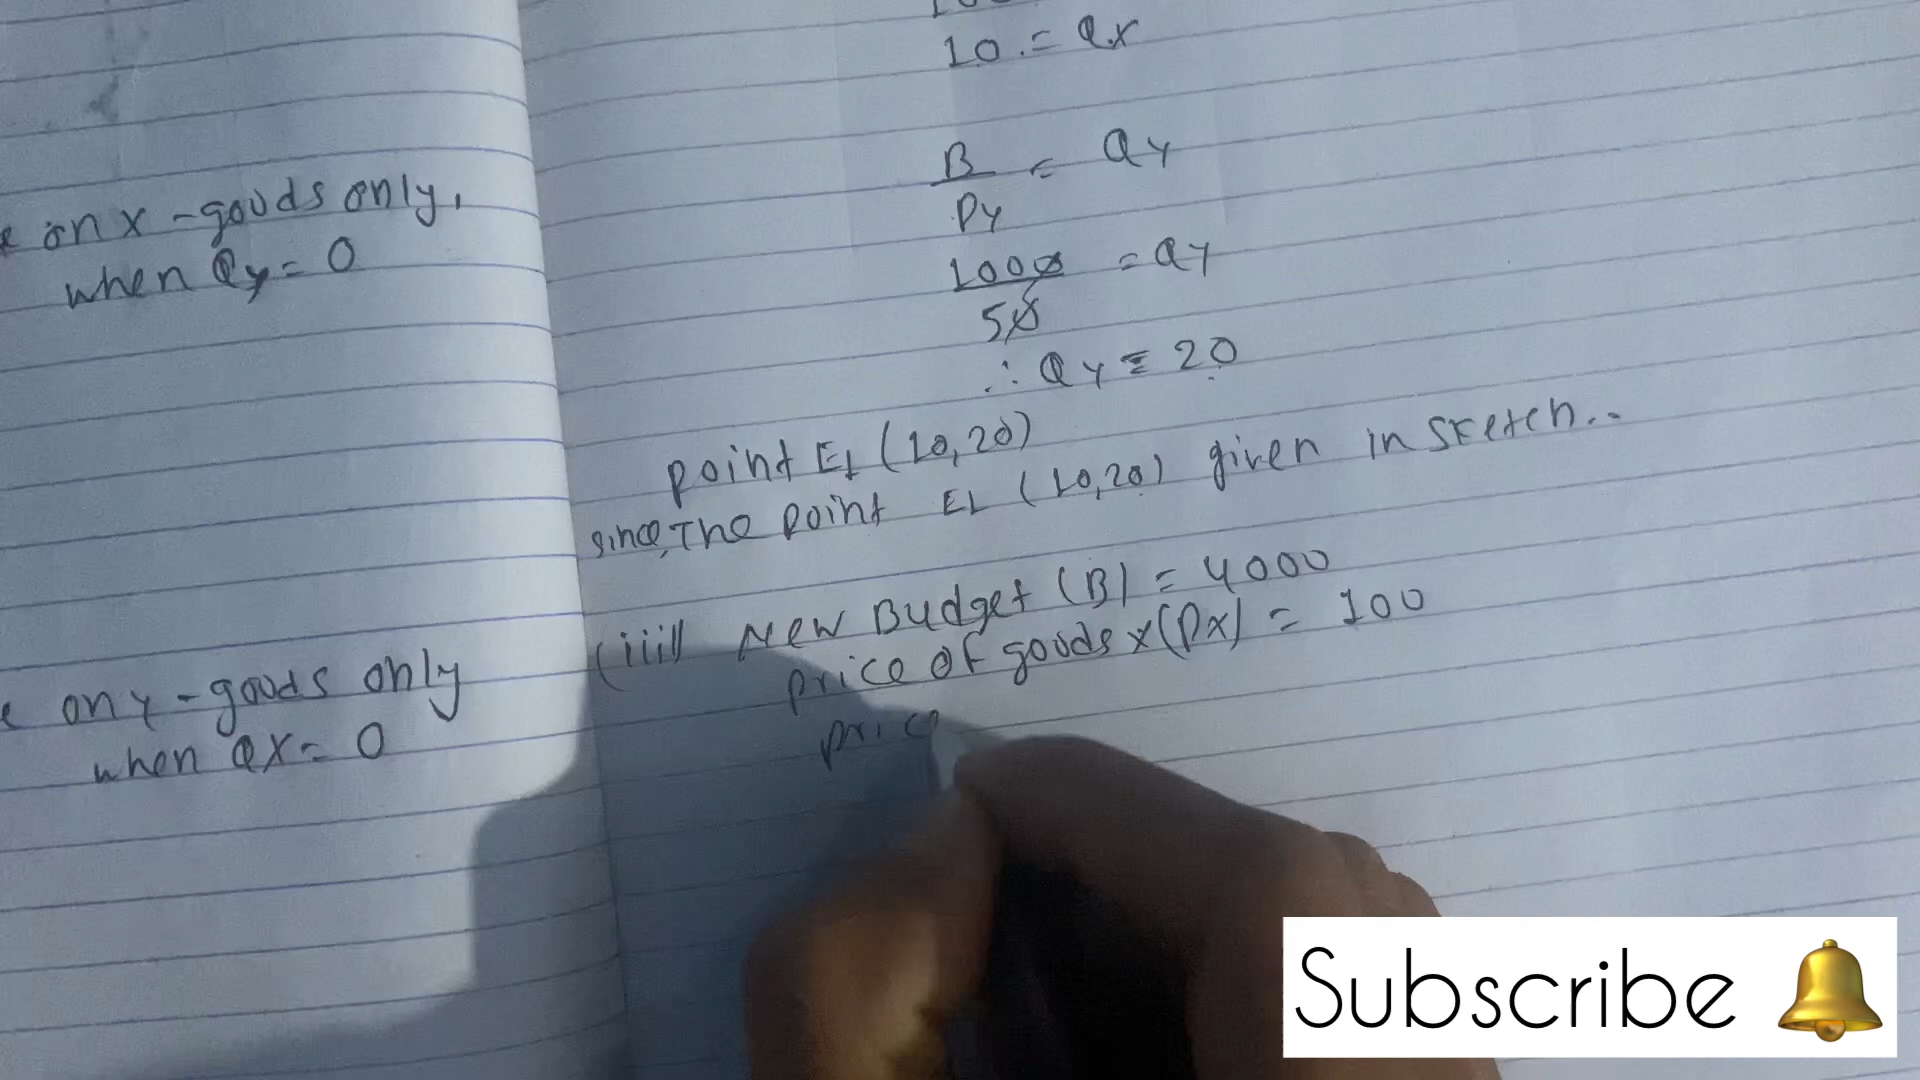 on x-goods only,
when Qy = 0
on y-goods only
when Qx = 0
10 = Qx
B
Py
= Qy
1000
50
= Qy
∴ Qy = 20
point E1 (10,20)
since, The point E1 (10,20) given in sketch..
(iii) New Budget (B) = 4000
price of goods x (Px) = 100
price
Subscribe